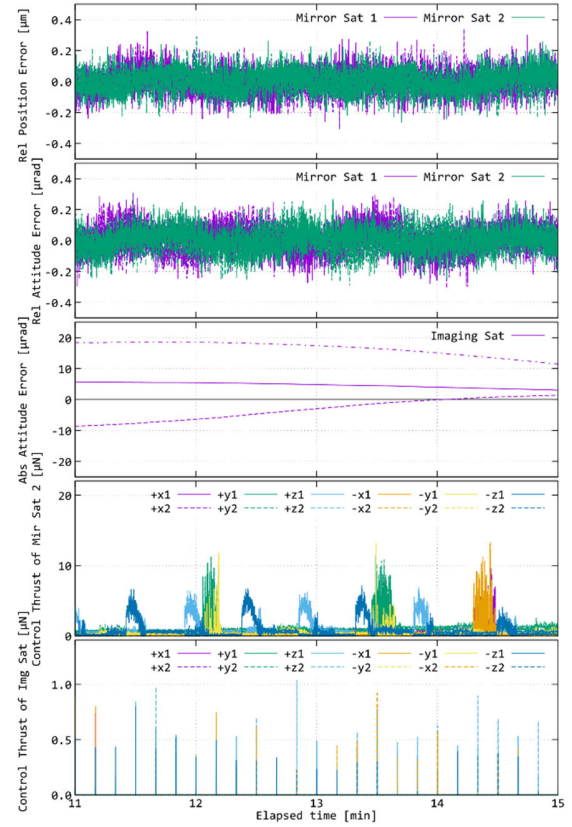 Rel Position Error [μm]
Mirror Sat 1 Mirror Sat 2
0.4
0.2
0.0
-0.2
-0.4
Rel Attitude Error [μrad]
Mirror Sat 1 Mirror Sat 2
0.4
0.2
0.0
-0.2
-0.4
Abs Attitude Error [μrad]
Imaging Sat
20
10
0
-10
-20
Control Thrust of Mir Sat 2 [μN]
+x1 +y1 +z1 -x1 -y1 -z1
+x2 +y2 +z2 -x2 -y2 -z2
20
10
0
Control Thrust of Img Sat [μN]
+x1 +y1 +z1 -x1 -y1 -z1
+x2 +y2 +z2 -y2 -x2 -z2
1.0
0.5
0.0
11 12 13 14 15
Elapsed time [min]